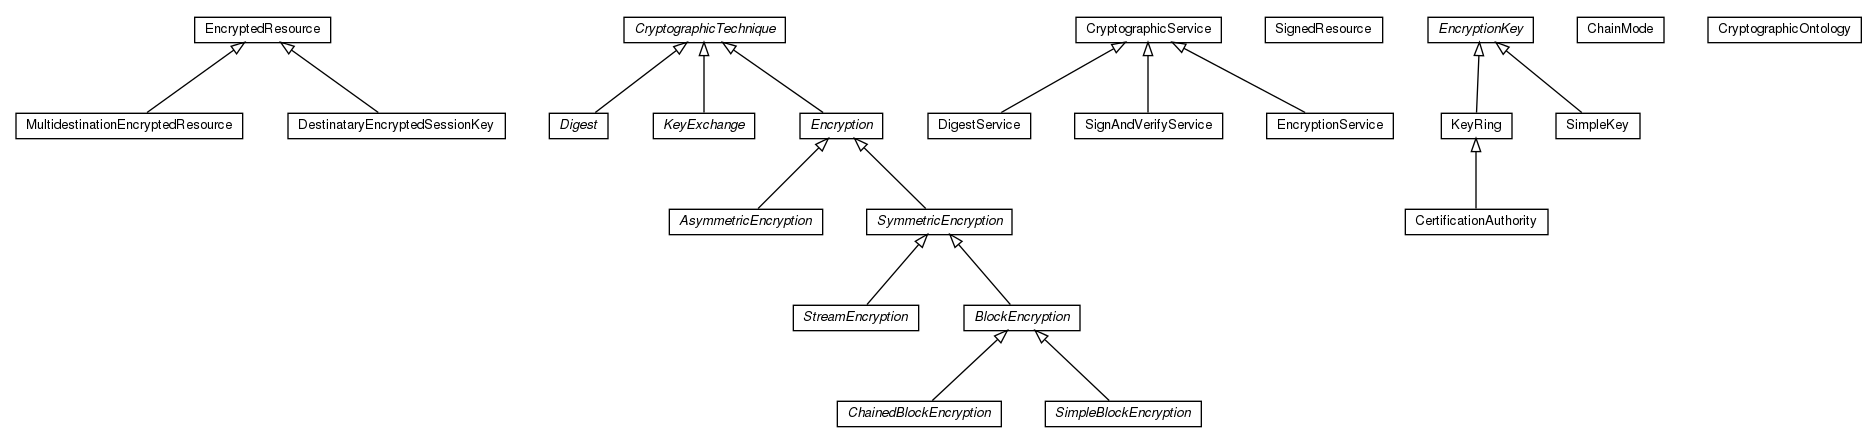 EncryptedResource
CryptographicTechnique
CryptographicService
SignedResource
EncryptionKey
ChainMode
CryptographicOntology
MultidestinationEncryptedResource
DestinataryEncryptedSessionKey
Digest
KeyExchange
Encryption
DigestService
SignAndVerifyService
EncryptionService
KeyRing
SimpleKey
AsymmetricEncryption
SymmetricEncryption
CertificationAuthority
StreamEncryption
BlockEncryption
ChainedBlockEncryption
SimpleBlockEncryption